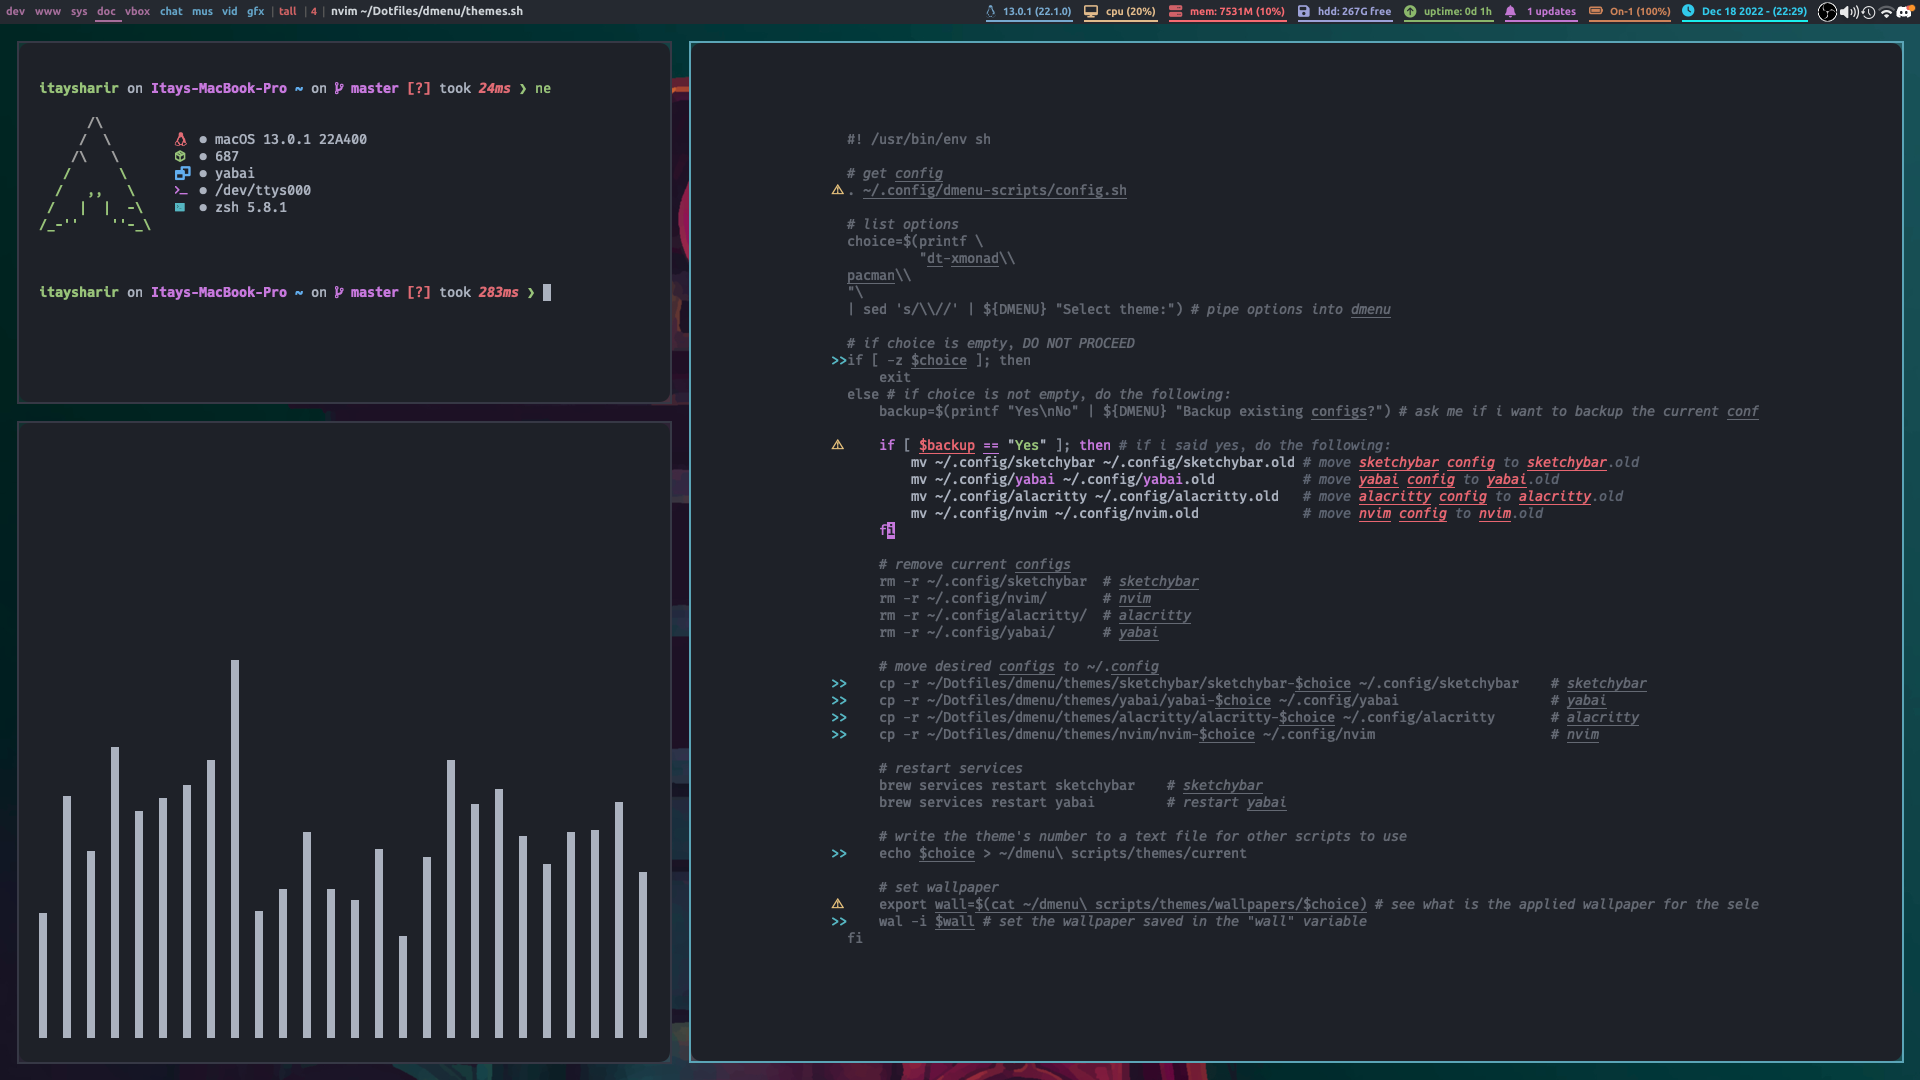 dev www sys doc vbox chat mus vid gfx | tall | 4 | nvim ~/Dotfiles/dmenu/themes.sh
13.0.1 (22.1.0) cpu (20%) mem: 7531M (10%) hdd: 267G free uptime: 0d 1h 1 updates On-1 (100%) Dec 18 2022 - (22:29)
itaysharir on Itays-MacBook-Pro ~ on master [?] took 24ms ❯ ne
● macOS 13.0.1 22A400
● 687
● yabai
● /dev/ttys000
● zsh 5.8.1
itaysharir on Itays-MacBook-Pro ~ on master [?] took 283ms ❯
#! /usr/bin/env sh
# get config
. ~/.config/dmenu-scripts/config.sh
# list options
choice=$(printf \
"dt-xmonad\\
pacman\\
"\
| sed 's/\\//' | ${DMENU} "Select theme:") # pipe options into dmenu
# if choice is empty, DO NOT PROCEED
>>if [ -z $choice ]; then
exit
else # if choice is not empty, do the following:
backup=$(printf "Yes\nNo" | ${DMENU} "Backup existing configs?") # ask me if i want to backup the current conf
if [ $backup == "Yes" ]; then # if i said yes, do the following:
mv ~/.config/sketchybar ~/.config/sketchybar.old # move sketchybar config to sketchybar.old
mv ~/.config/yabai ~/.config/yabai.old # move yabai config to yabai.old
mv ~/.config/alacritty ~/.config/alacritty.old # move alacritty config to alacritty.old
mv ~/.config/nvim ~/.config/nvim.old # move nvim config to nvim.old
fi
# remove current configs
rm -r ~/.config/sketchybar # sketchybar
rm -r ~/.config/nvim/ # nvim
rm -r ~/.config/alacritty/ # alacritty
rm -r ~/.config/yabai/ # yabai
# move desired configs to ~/.config
>> cp -r ~/Dotfiles/dmenu/themes/sketchybar/sketchybar-$choice ~/.config/sketchybar # sketchybar
>> cp -r ~/Dotfiles/dmenu/themes/yabai/yabai-$choice ~/.config/yabai # yabai
>> cp -r ~/Dotfiles/dmenu/themes/alacritty/alacritty-$choice ~/.config/alacritty # alacritty
>> cp -r ~/Dotfiles/dmenu/themes/nvim/nvim-$choice ~/.config/nvim # nvim
# restart services
brew services restart sketchybar # sketchybar
brew services restart yabai # restart yabai
# write the theme's number to a text file for other scripts to use
>> echo $choice > ~/dmenu\ scripts/themes/current
# set wallpaper
export wall=$(cat ~/dmenu\ scripts/themes/wallpapers/$choice) # see what is the applied wallpaper for the sele
>> wal -i $wall # set the wallpaper saved in the "wall" variable
fi